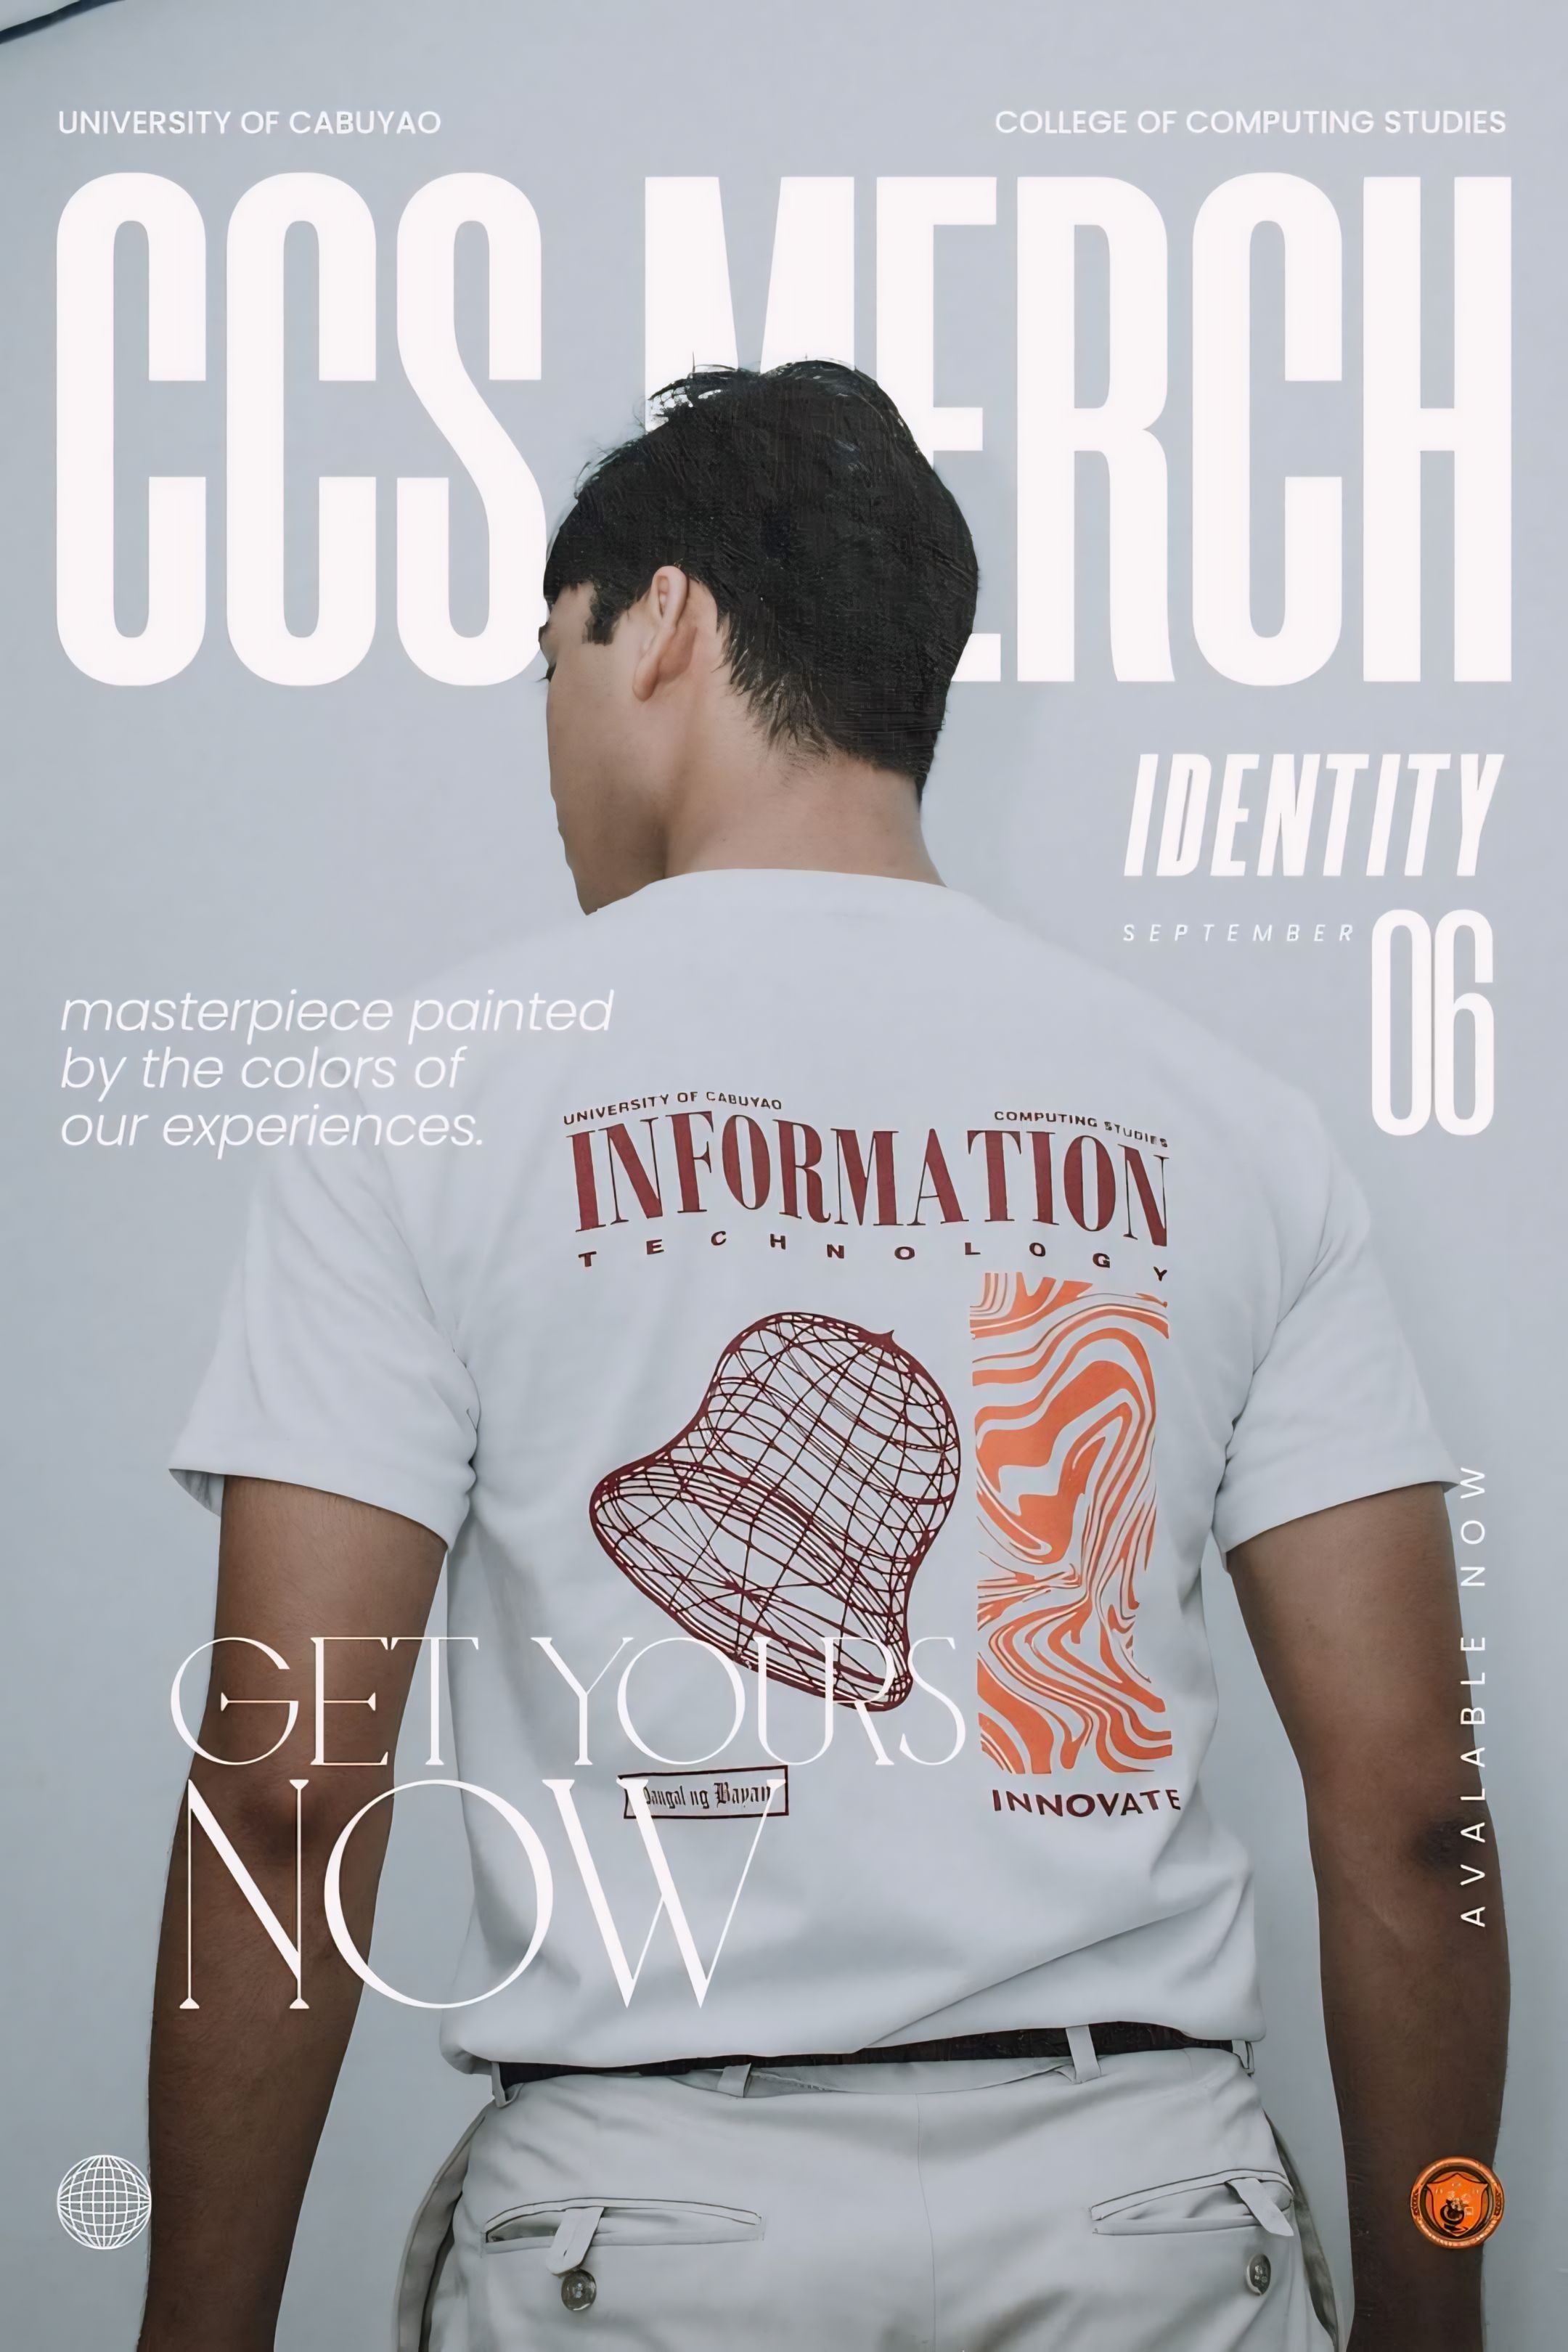 UNIVERSITY OF CABUYAO
COLLEGE OF COMPUTING STUDIES
CCS MERCH
IDENTITY
SEPTEMBER 06
masterpiece painted
by the colors of
our experiences.
UNIVERSITY OF CABUYAO
COMPUTING STUDIES
INFORMATION
TECHNOLOGY
GET YOURS
NOW
Dangal ng Bayan
INNOVATE
AVALABLE NOW